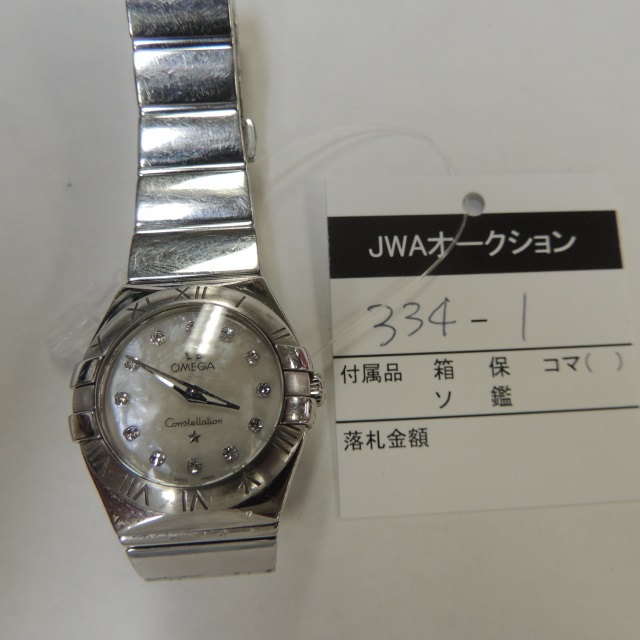 XII
OMEGA
Constellation
JWAオークション
334-1
付属品 箱 保 コマ( )
ソ 鑑
落札金額